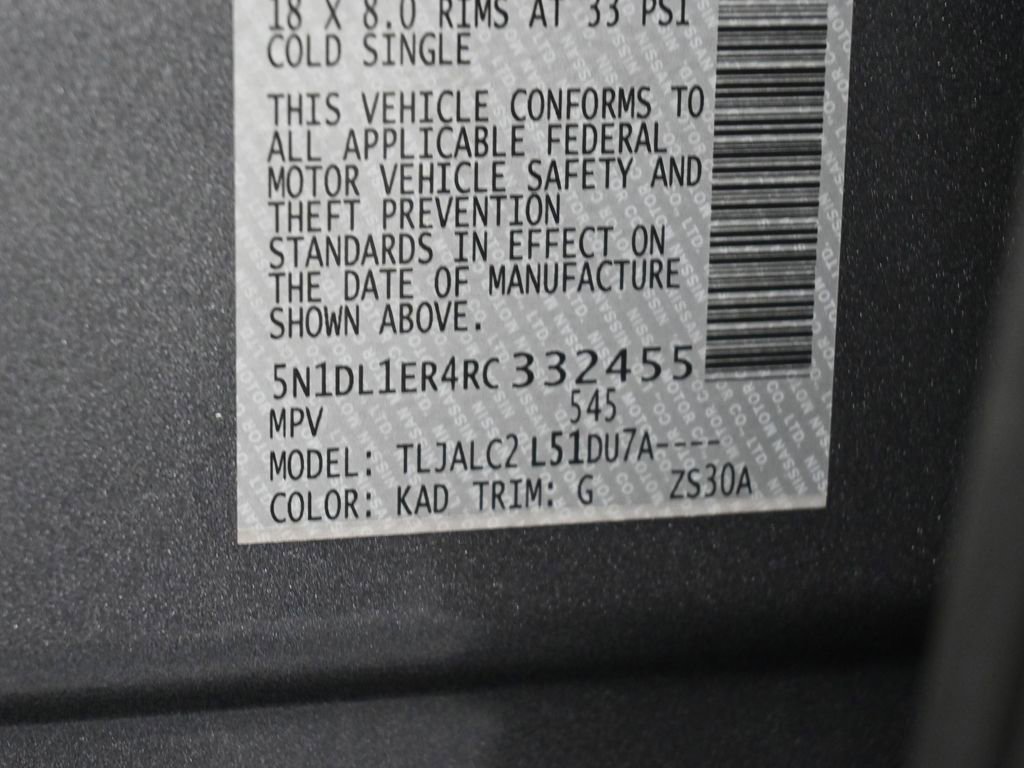 18 X 8.0 RIMS AT 33 PSI
COLD SINGLE
THIS VEHICLE CONFORMS TO
ALL APPLICABLE FEDERAL
MOTOR VEHICLE SAFETY AND
THEFT PREVENTION
STANDARDS IN EFFECT ON
THE DATE OF MANUFACTURE
SHOWN ABOVE.
5N1DL1ER4RC332455
MPV 545
MODEL: TLJALC2 L51DU7A----
COLOR: KAD TRIM: G ZS30A